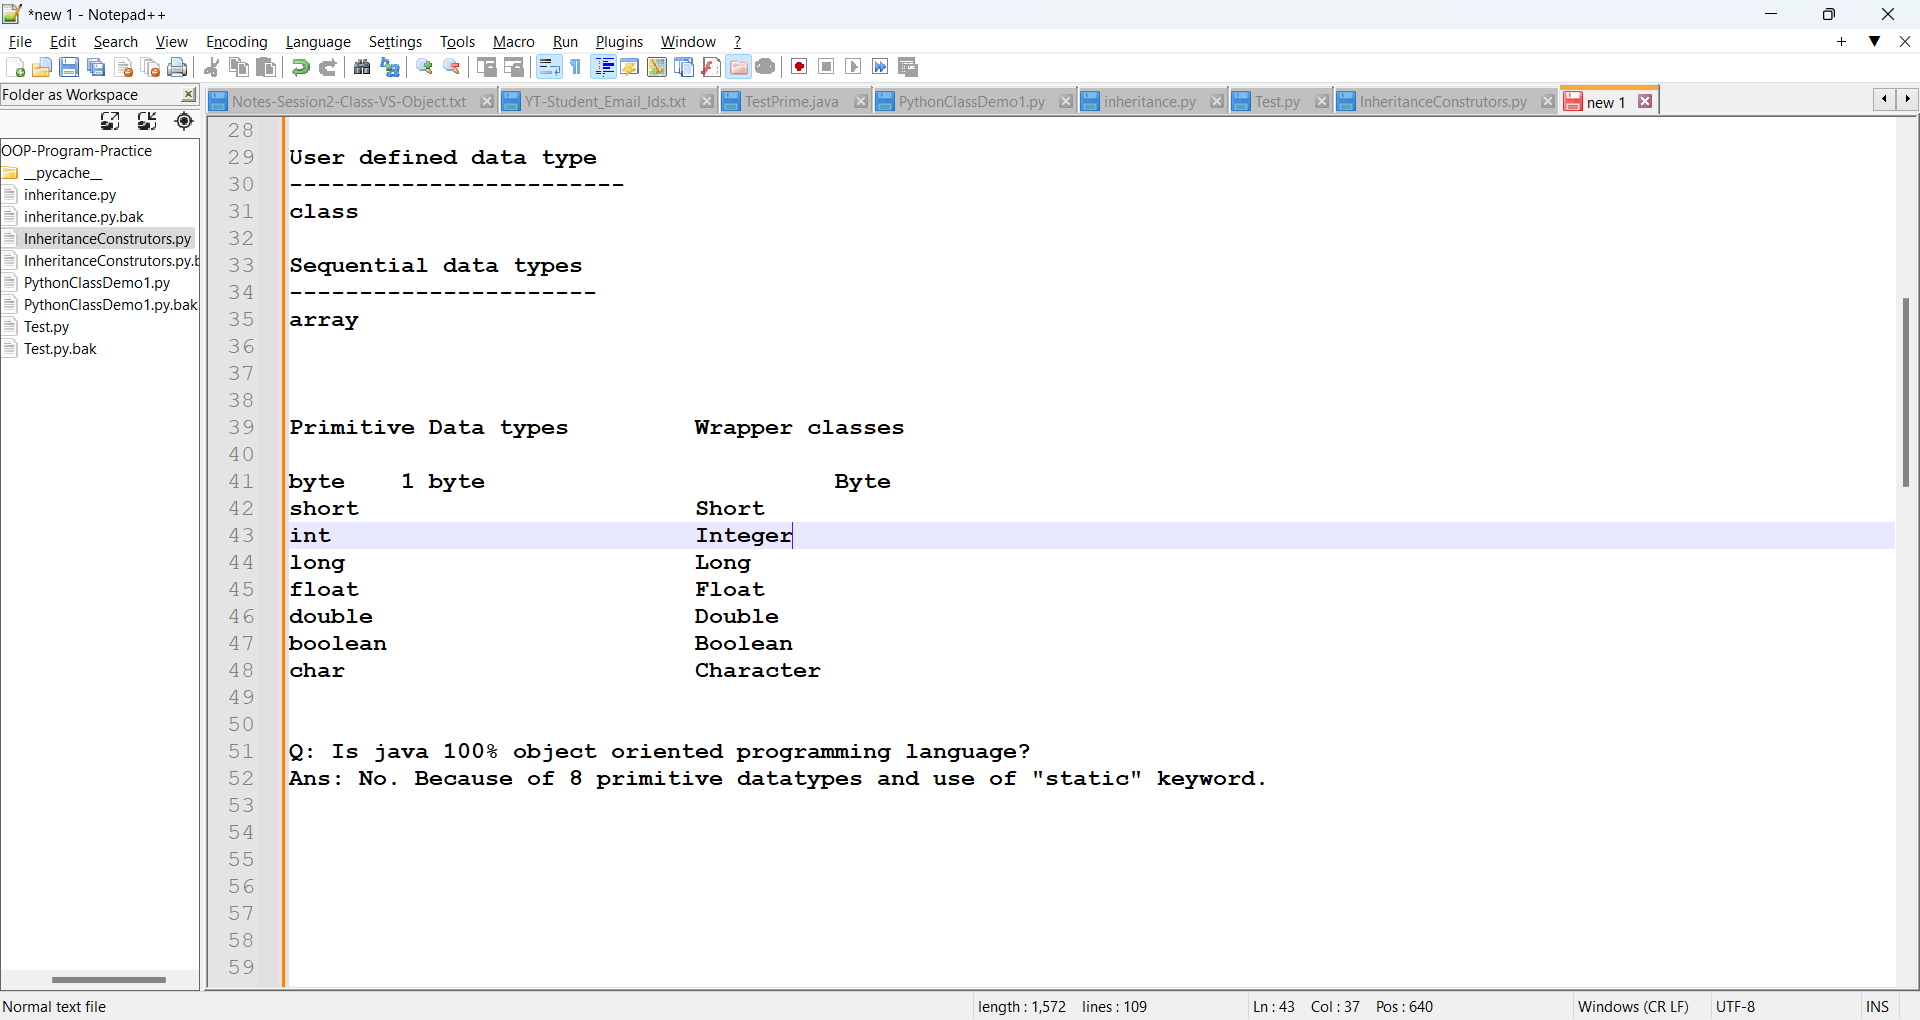 *new 1 - Notepad++
File Edit Search View Encoding Language Settings Tools Macro Run Plugins Window ?
Folder as Workspace
Notes-Session2-Class-VS-Object.txt YT-Student_Email_Ids.txt TestPrime.java PythonClassDemo1.py inheritance.py Test.py InheritanceConstrutors.py new 1
OOP-Program-Practice
__pycache__
inheritance.py
inheritance.py.bak
InheritanceConstrutors.py
InheritanceConstrutors.py.b
PythonClassDemo1.py
PythonClassDemo1.py.bak
Test.py
Test.py.bak
28
29 User defined data type
30 ------------------------
31 class
32
33 Sequential data types
34 ----------------------
35 array
36
37
38
39 Primitive Data types Wrapper classes
40
41 byte 1 byte Byte
42 short Short
43 int Integer
44 long Long
45 float Float
46 double Double
47 boolean Boolean
48 char Character
49
50
51 Q: Is java 100% object oriented programming language?
52 Ans: No. Because of 8 primitive datatypes and use of "static" keyword.
53
54
55
56
57
58
59
Normal text file length : 1,572 lines : 109 Ln : 43 Col : 37 Pos : 640 Windows (CR LF) UTF-8 INS